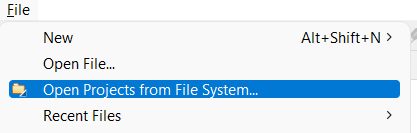 File
New Alt+Shift+N >
Open File...
Open Projects from File System...
Recent Files >